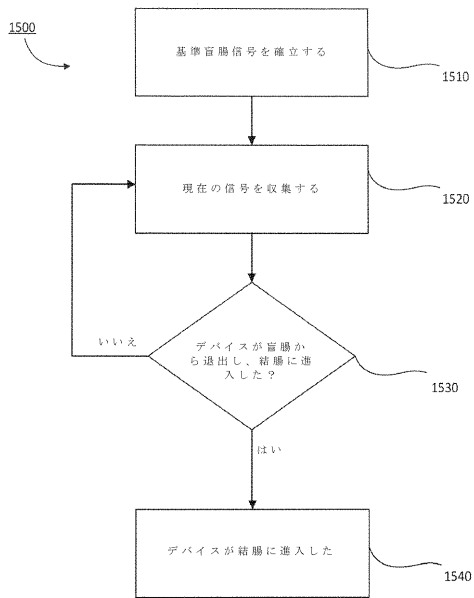 1500
基準盲腸信号を確立する
1510
現在の信号を収集する
1520
いいえ
デバイスが盲腸か
ら退出し、結腸に進
入した?
1530
はい
デバイスが結腸に進入した
1540